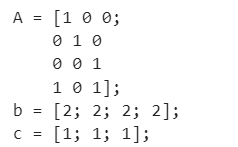 A = [1 0 0;
0 1 0
0 0 1
1 0 1];
b = [2; 2; 2; 2];
c = [1; 1; 1];